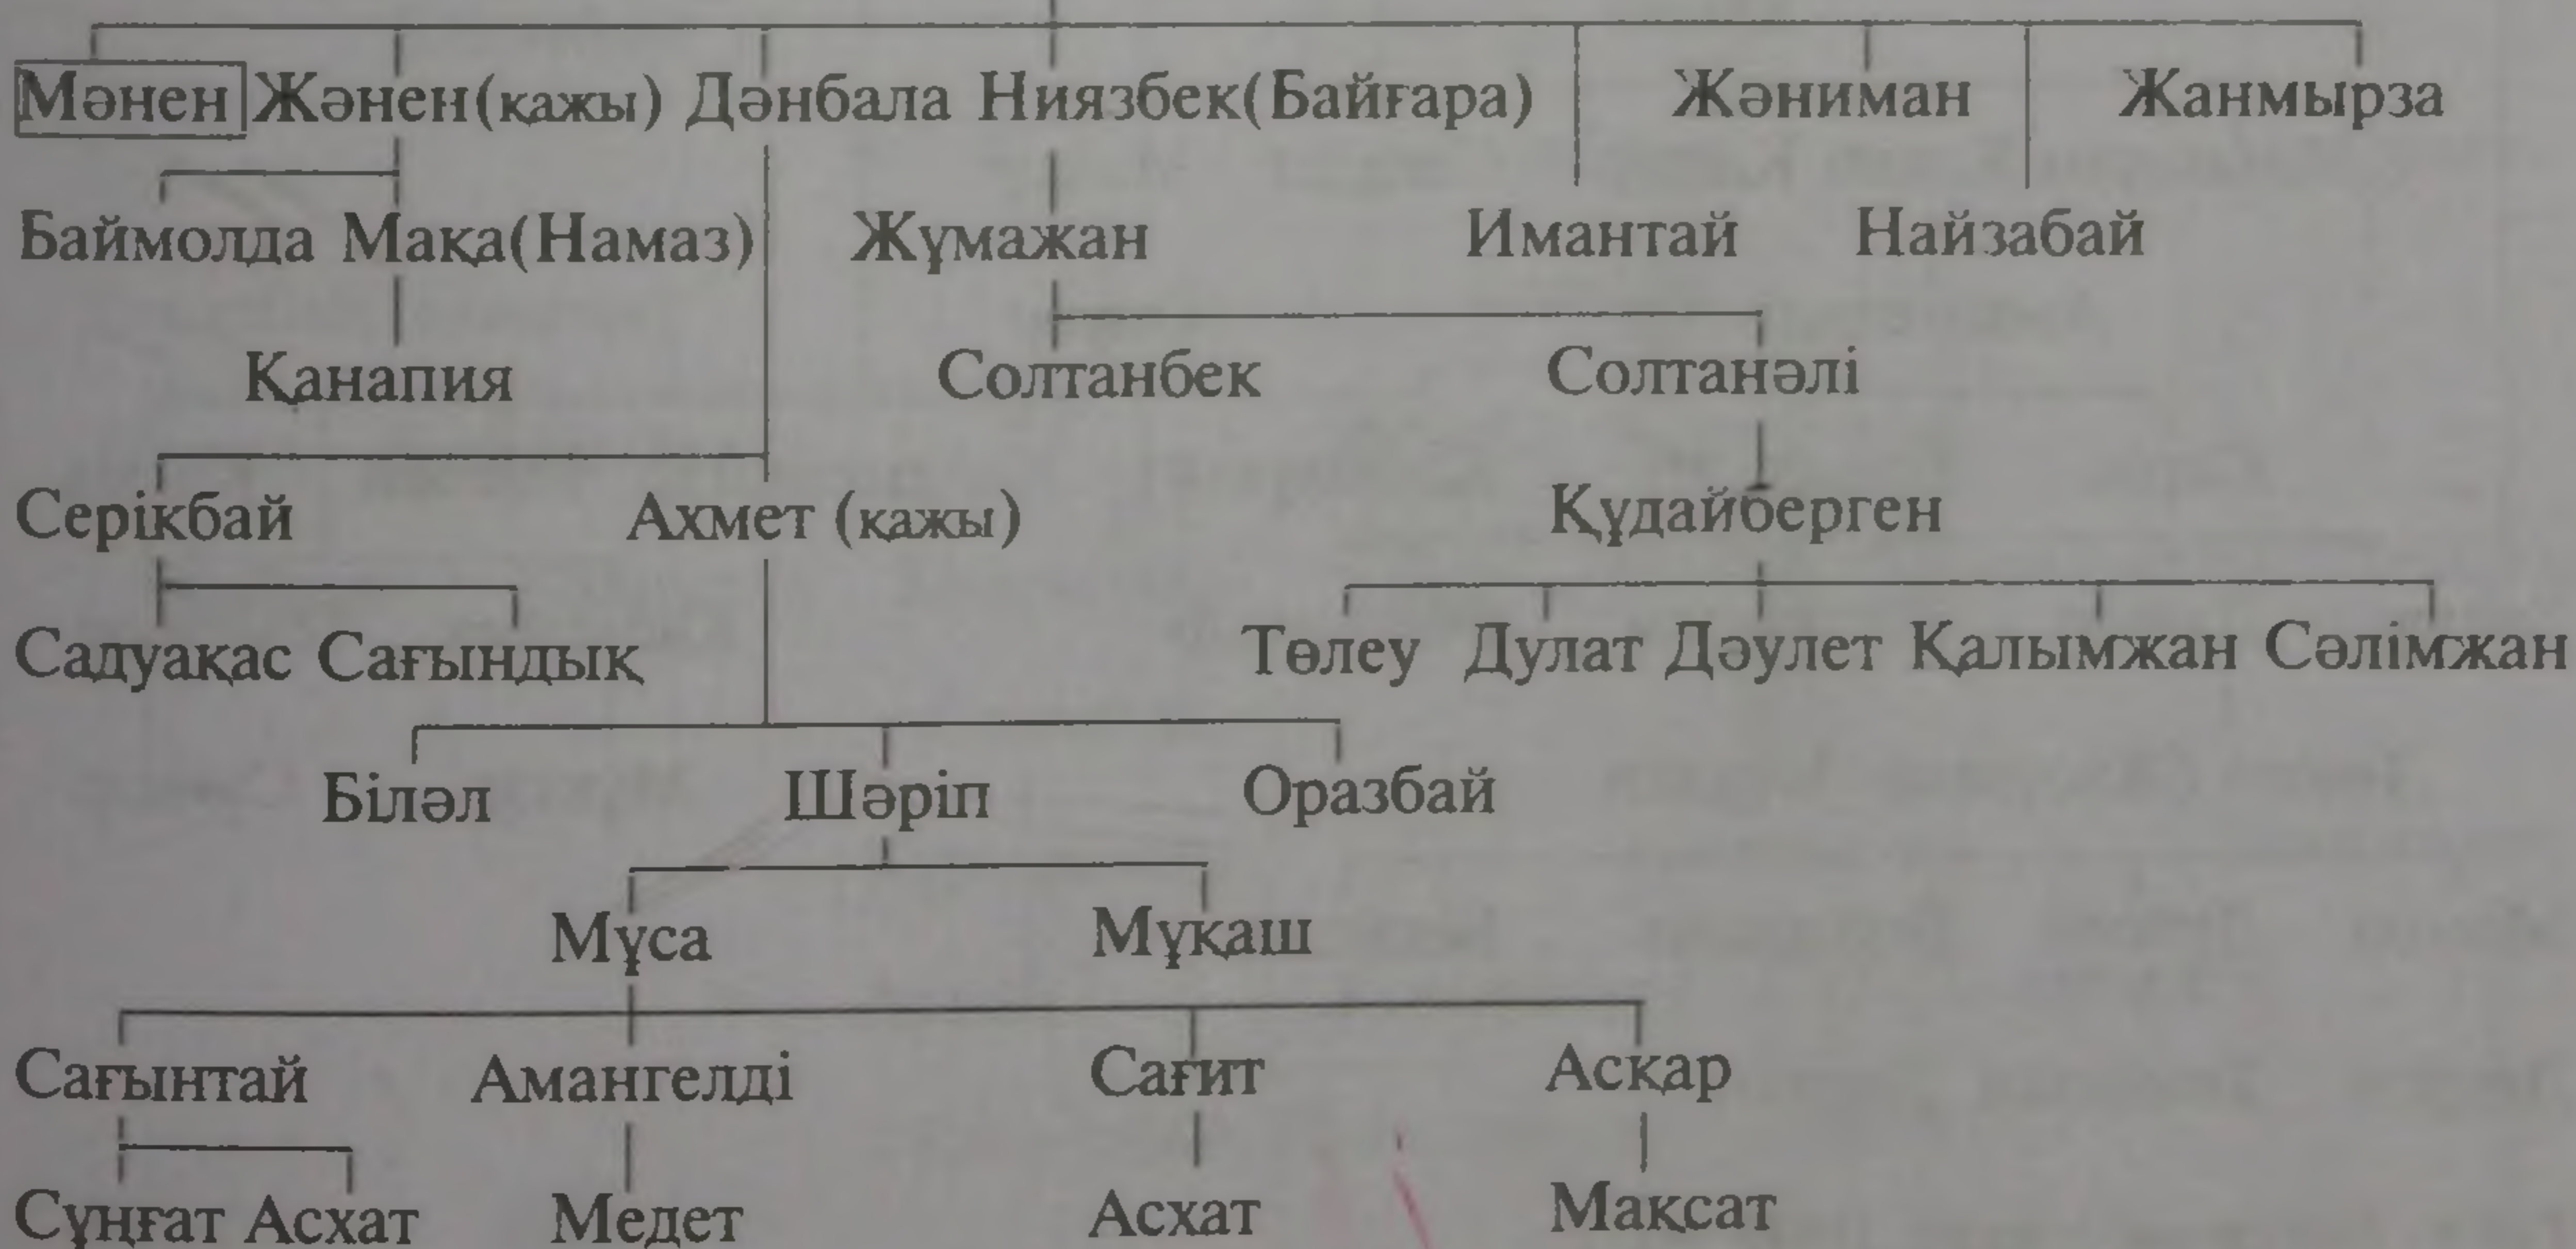 Мәнен Жәнен(қажы) Дәнбала Ниязбек(Байғара) Жәниман Жанмырза
Баймолда Мақа(Намаз) Жұмажан Имантай Найзабай
Қанапия Солтанбек Солтанәлі
Серікбай Ахмет (қажы) Құдайберген
Садуақас Сағындық Төлеу Дулат Дәулет Қалымжан Сәлімжан
Біләл Шәріп Оразбай
Мұса Мұқаш
Сағынтай Амангелді Сағит Асқар
Сұңғат Асхат Медет Асхат Мақсат